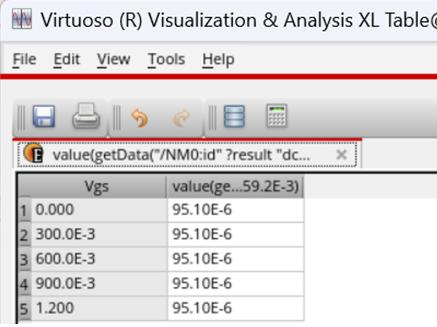 Virtuoso (R) Visualization & Analysis XL Table
File Edit View Tools Help
value(getData("/NM0:id" ?result "dc...
Vgs value(ge...59.2E-3)
1 0.000 95.10E-6
2 300.0E-3 95.10E-6
3 600.0E-3 95.10E-6
4 900.0E-3 95.10E-6
5 1.200 95.10E-6